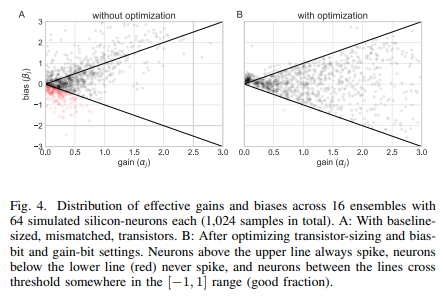 A
without optimization
B
with optimization
3
2
1
0
−1
−2
−3
bias (βj)
0.0 0.5 1.0 1.5 2.0 2.5 3.0
gain (αj)
0.0 0.5 1.0 1.5 2.0 2.5 3.0
gain (αj)
Fig. 4. Distribution of effective gains and biases across 16 ensembles with
64 simulated silicon-neurons each (1,024 samples in total). A: With baseline-
sized, mismatched, transistors. B: After optimizing transistor-sizing and bias-
bit and gain-bit settings. Neurons above the upper line always spike, neurons
below the lower line (red) never spike, and neurons between the lines cross
threshold somewhere in the [−1, 1] range (good fraction).